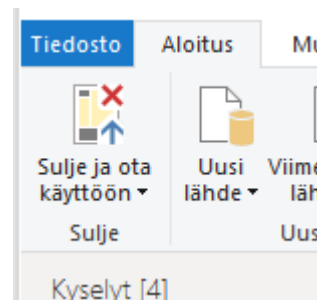 Tiedosto Aloitus
Sulje ja ota Uusi
käyttöön lähde
Sulje
Kyselyt [4]